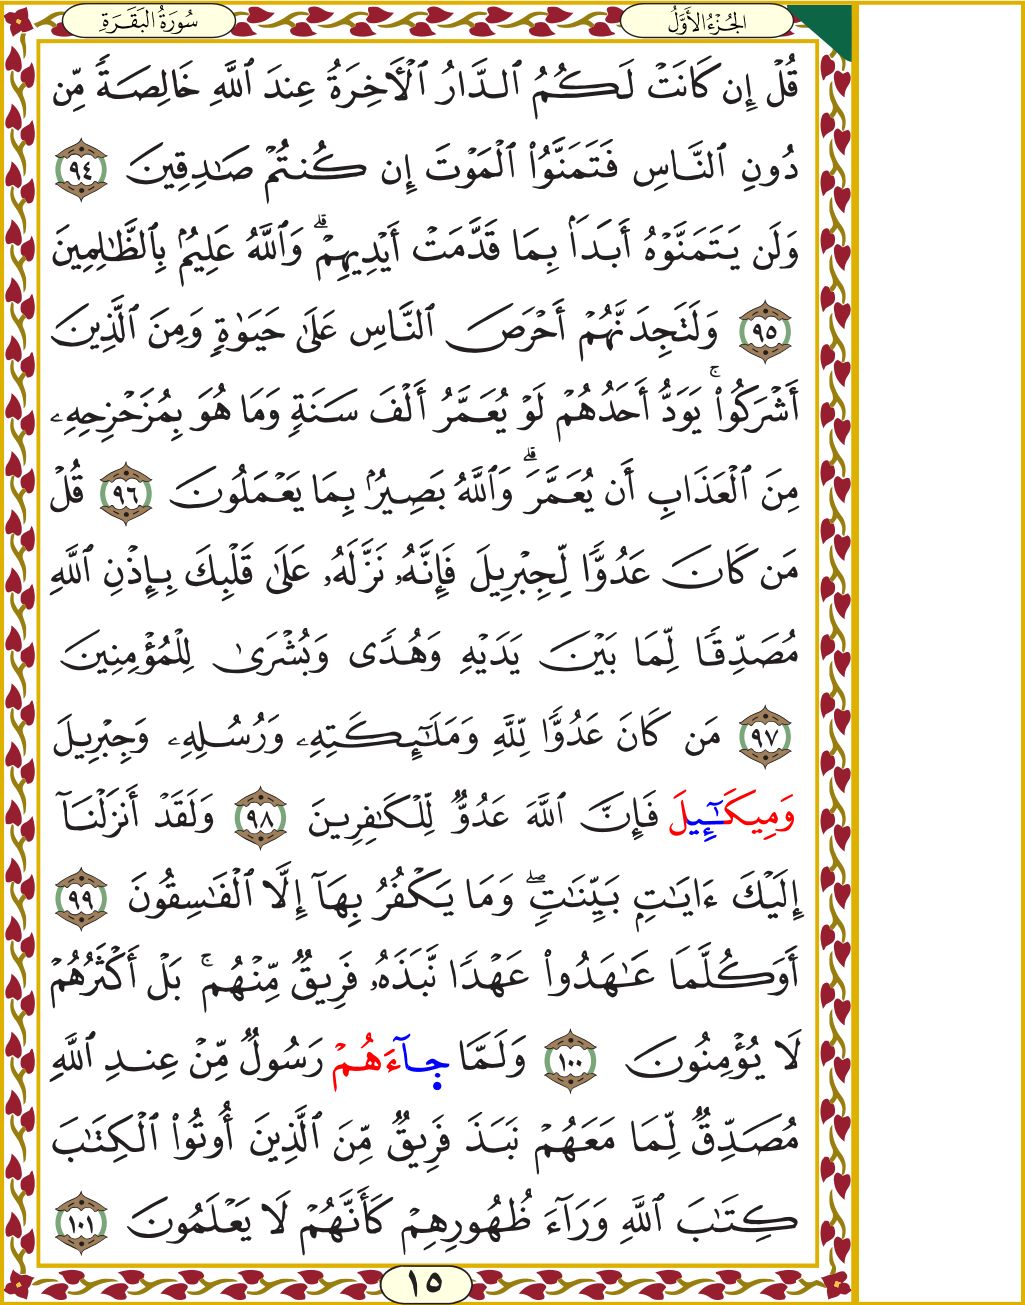 الجُزْءُ الأَوَّلُ
سُورَةُ البَقَرَةِ
قُلْ إِن كَانَتْ لَكُمُ ٱلدَّارُ ٱلْأَخِرَةُ عِندَ ٱللَّهِ خَالِصَةً مِّن
دُونِ ٱلنَّاسِ فَتَمَنَّوُاْ ٱلْمَوْتَ إِن كُنتُمْ صَٰدِقِينَ ٩٤
وَلَن يَتَمَنَّوْهُ أَبَدَۢا بِمَا قَدَّمَتْ أَيْدِيهِمْۗ وَٱللَّهُ عَلِيمُۢ بِٱلظَّٰلِمِينَ
٩٥ وَلَتَجِدَنَّهُمْ أَحْرَصَ ٱلنَّاسِ عَلَىٰ حَيَوٰةٍ وَمِنَ ٱلَّذِينَ
أَشْرَكُواْۚ يَوَدُّ أَحَدُهُمْ لَوْ يُعَمَّرُ أَلْفَ سَنَةٍ وَمَا هُوَ بِمُزَحْزِحِهِۦ
مِنَ ٱلْعَذَابِ أَن يُعَمَّرَۗ وَٱللَّهُ بَصِيرُۢ بِمَا يَعْمَلُونَ ٩٦ قُلْ
مَن كَانَ عَدُوًّا لِّجِبْرِيلَ فَإِنَّهُۥ نَزَّلَهُۥ عَلَىٰ قَلْبِكَ بِإِذْنِ ٱللَّهِ
مُصَدِّقًا لِّمَا بَيْنَ يَدَيْهِ وَهُدًى وَبُشْرَىٰ لِلْمُؤْمِنِينَ
٩٧ مَن كَانَ عَدُوًّا لِّلَّهِ وَمَلَٰٓئِكَتِهِۦ وَرُسُلِهِۦ وَجِبْرِيلَ
وَمِيكَٰٓئِيلَ فَإِنَّ ٱللَّهَ عَدُوٌّ لِّلْكَٰفِرِينَ ٩٨ وَلَقَدْ أَنزَلْنَآ
إِلَيْكَ ءَايَٰتِۭ بَيِّنَٰتٍۖ وَمَا يَكْفُرُ بِهَآ إِلَّا ٱلْفَٰسِقُونَ ٩٩
أَوَكُلَّمَا عَٰهَدُواْ عَهْدًا نَّبَذَهُۥ فَرِيقٌ مِّنْهُمۚ بَلْ أَكْثَرُهُمْ
لَا يُؤْمِنُونَ ١٠٠ وَلَمَّا جَآءَهُمْ رَسُولٌ مِّنْ عِندِ ٱللَّهِ
مُصَدِّقٌ لِّمَا مَعَهُمْ نَبَذَ فَرِيقٌ مِّنَ ٱلَّذِينَ أُوتُواْ ٱلْكِتَٰبَ
كِتَٰبَ ٱللَّهِ وَرَآءَ ظُهُورِهِمْ كَأَنَّهُمْ لَا يَعْلَمُونَ ١٠١
١٥